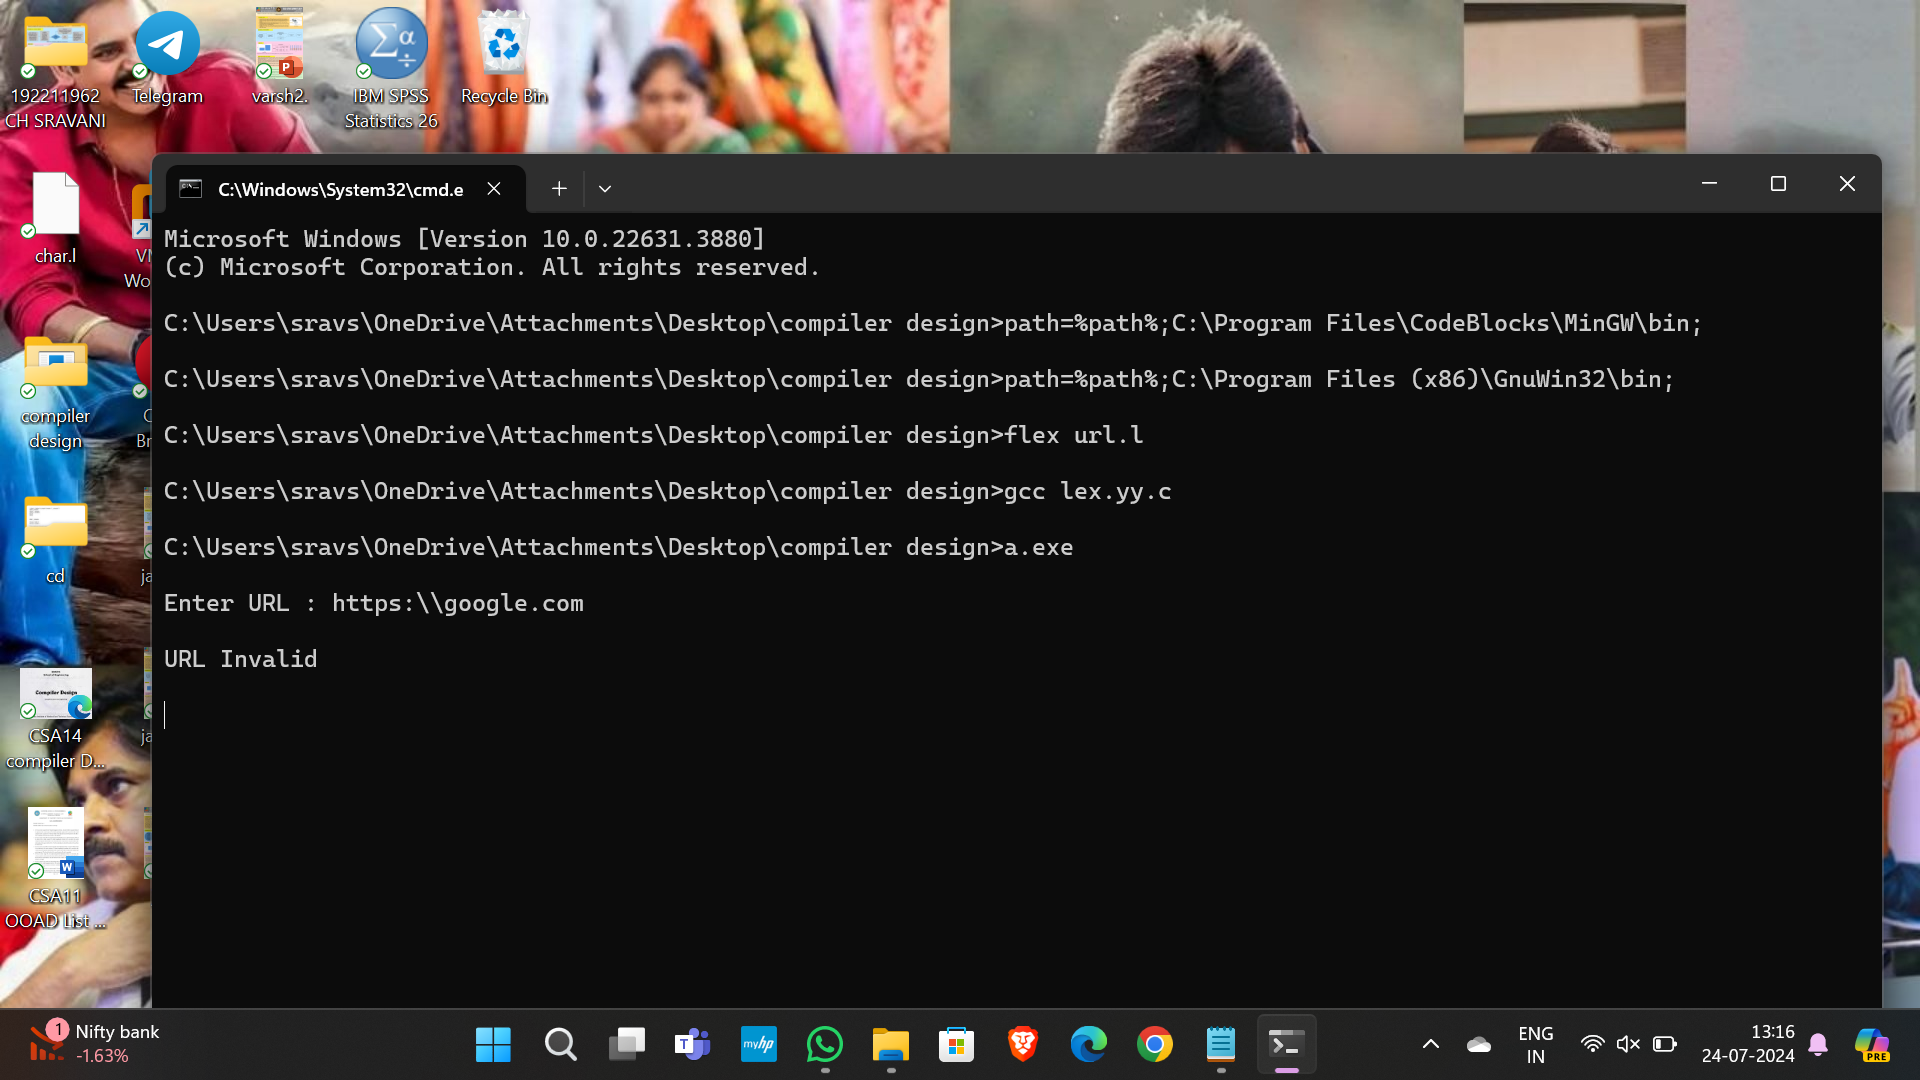 192211962
CH SRAVANI
Telegram
varsh2.
IBM SPSS
Statistics 26
Recycle Bin
char.l
compiler
design
cd
CSA14
compiler D...
CSA11
OOAD List ...
C:\Windows\System32\cmd.e
Microsoft Windows [Version 10.0.22631.3880]
(c) Microsoft Corporation. All rights reserved.
C:\Users\sravs\OneDrive\Attachments\Desktop\compiler design>path=%path%;C:\Program Files\CodeBlocks\MinGW\bin;
C:\Users\sravs\OneDrive\Attachments\Desktop\compiler design>path=%path%;C:\Program Files (x86)\GnuWin32\bin;
C:\Users\sravs\OneDrive\Attachments\Desktop\compiler design>flex url.l
C:\Users\sravs\OneDrive\Attachments\Desktop\compiler design>gcc lex.yy.c
C:\Users\sravs\OneDrive\Attachments\Desktop\compiler design>a.exe
Enter URL : https:\\google.com
URL Invalid
1
Nifty bank
-1.63%
myhp
ENG
IN
13:16
24-07-2024
PRE